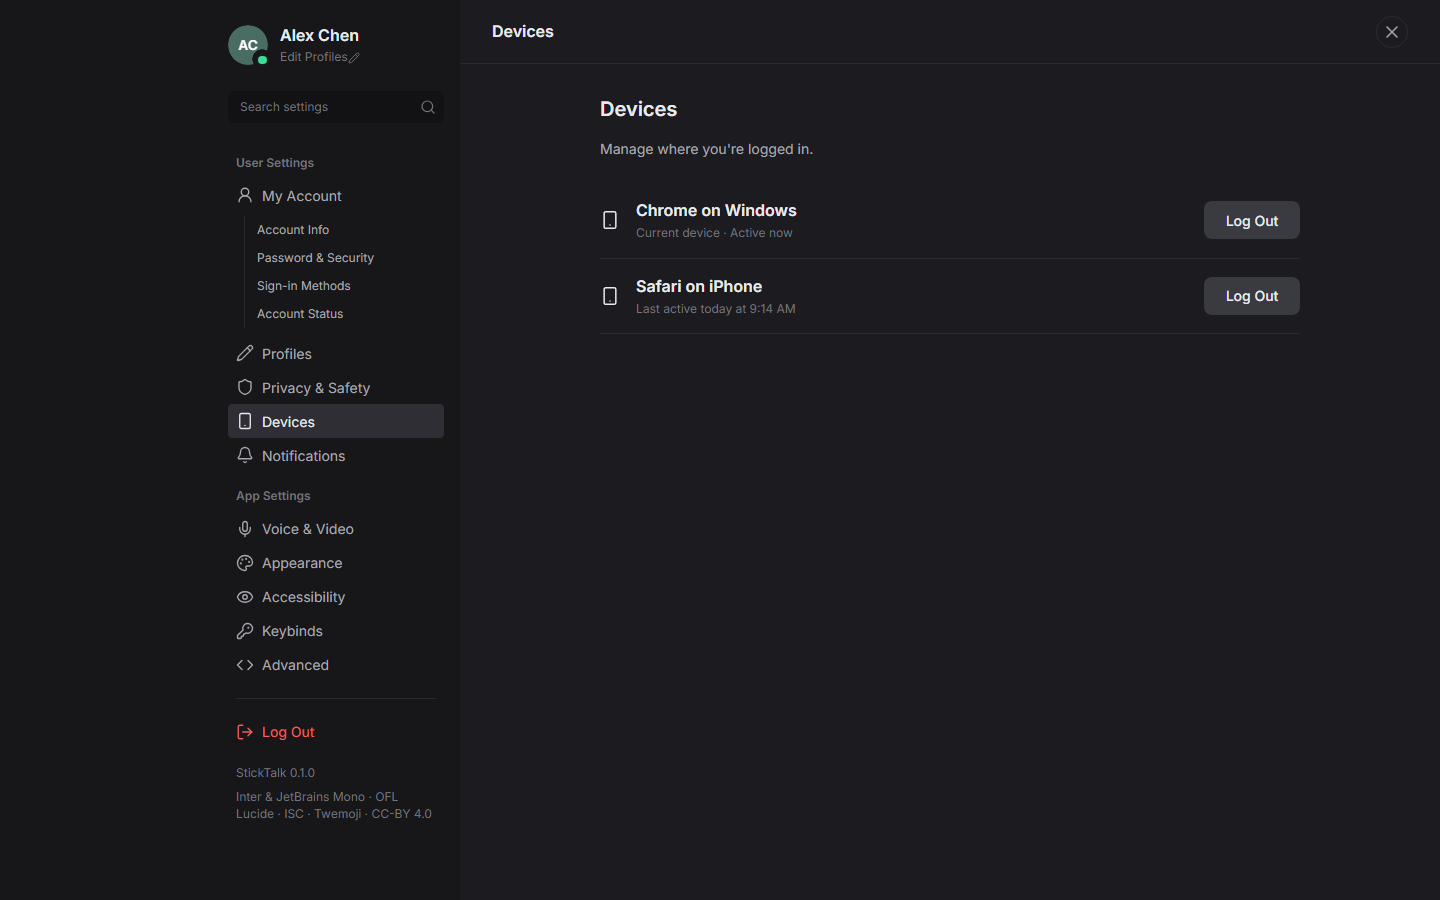 AC
Alex Chen
Edit Profiles
Search settings
User Settings
My Account
Account Info
Password & Security
Sign-in Methods
Account Status
Profiles
Privacy & Safety
Devices
Notifications
App Settings
Voice & Video
Appearance
Accessibility
Keybinds
Advanced
Log Out
StickTalk 0.1.0
Inter & JetBrains Mono · OFL
Lucide · ISC · Twemoji · CC-BY 4.0
Devices
Devices
Manage where you're logged in.
Chrome on Windows
Current device · Active now
Log Out
Safari on iPhone
Last active today at 9:14 AM
Log Out